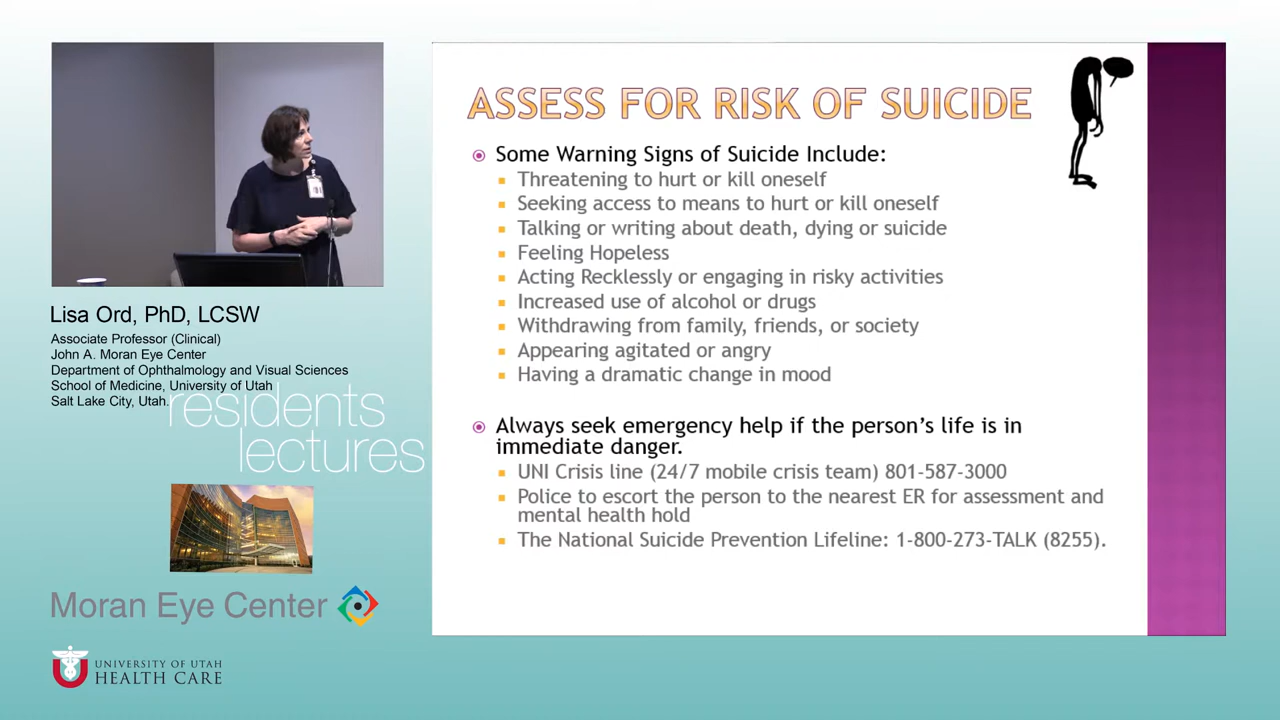 ASSESS FOR RISK OF SUICIDE
Some Warning Signs of Suicide Include:
Threatening to hurt or kill oneself
Seeking access to means to hurt or kill oneself
Talking or writing about death, dying or suicide
Feeling Hopeless
Acting Recklessly or engaging in risky activities
Increased use of alcohol or drugs
Withdrawing from family, friends, or society
Appearing agitated or angry
Having a dramatic change in mood
Always seek emergency help if the person's life is in
immediate danger.
UNI Crisis line (24/7 mobile crisis team) 801-587-3000
Police to escort the person to the nearest ER for assessment and
mental health hold
The National Suicide Prevention Lifeline: 1-800-273-TALK (8255).
Lisa Ord, PhD, LCSW
Associate Professor (Clinical)
John A. Moran Eye Center
Department of Ophthalmology and Visual Sciences
School of Medicine, University of Utah
Salt Lake City, Utah.
residents
lectures
Moran Eye Center
UNIVERSITY OF UTAH
HEALTH CARE